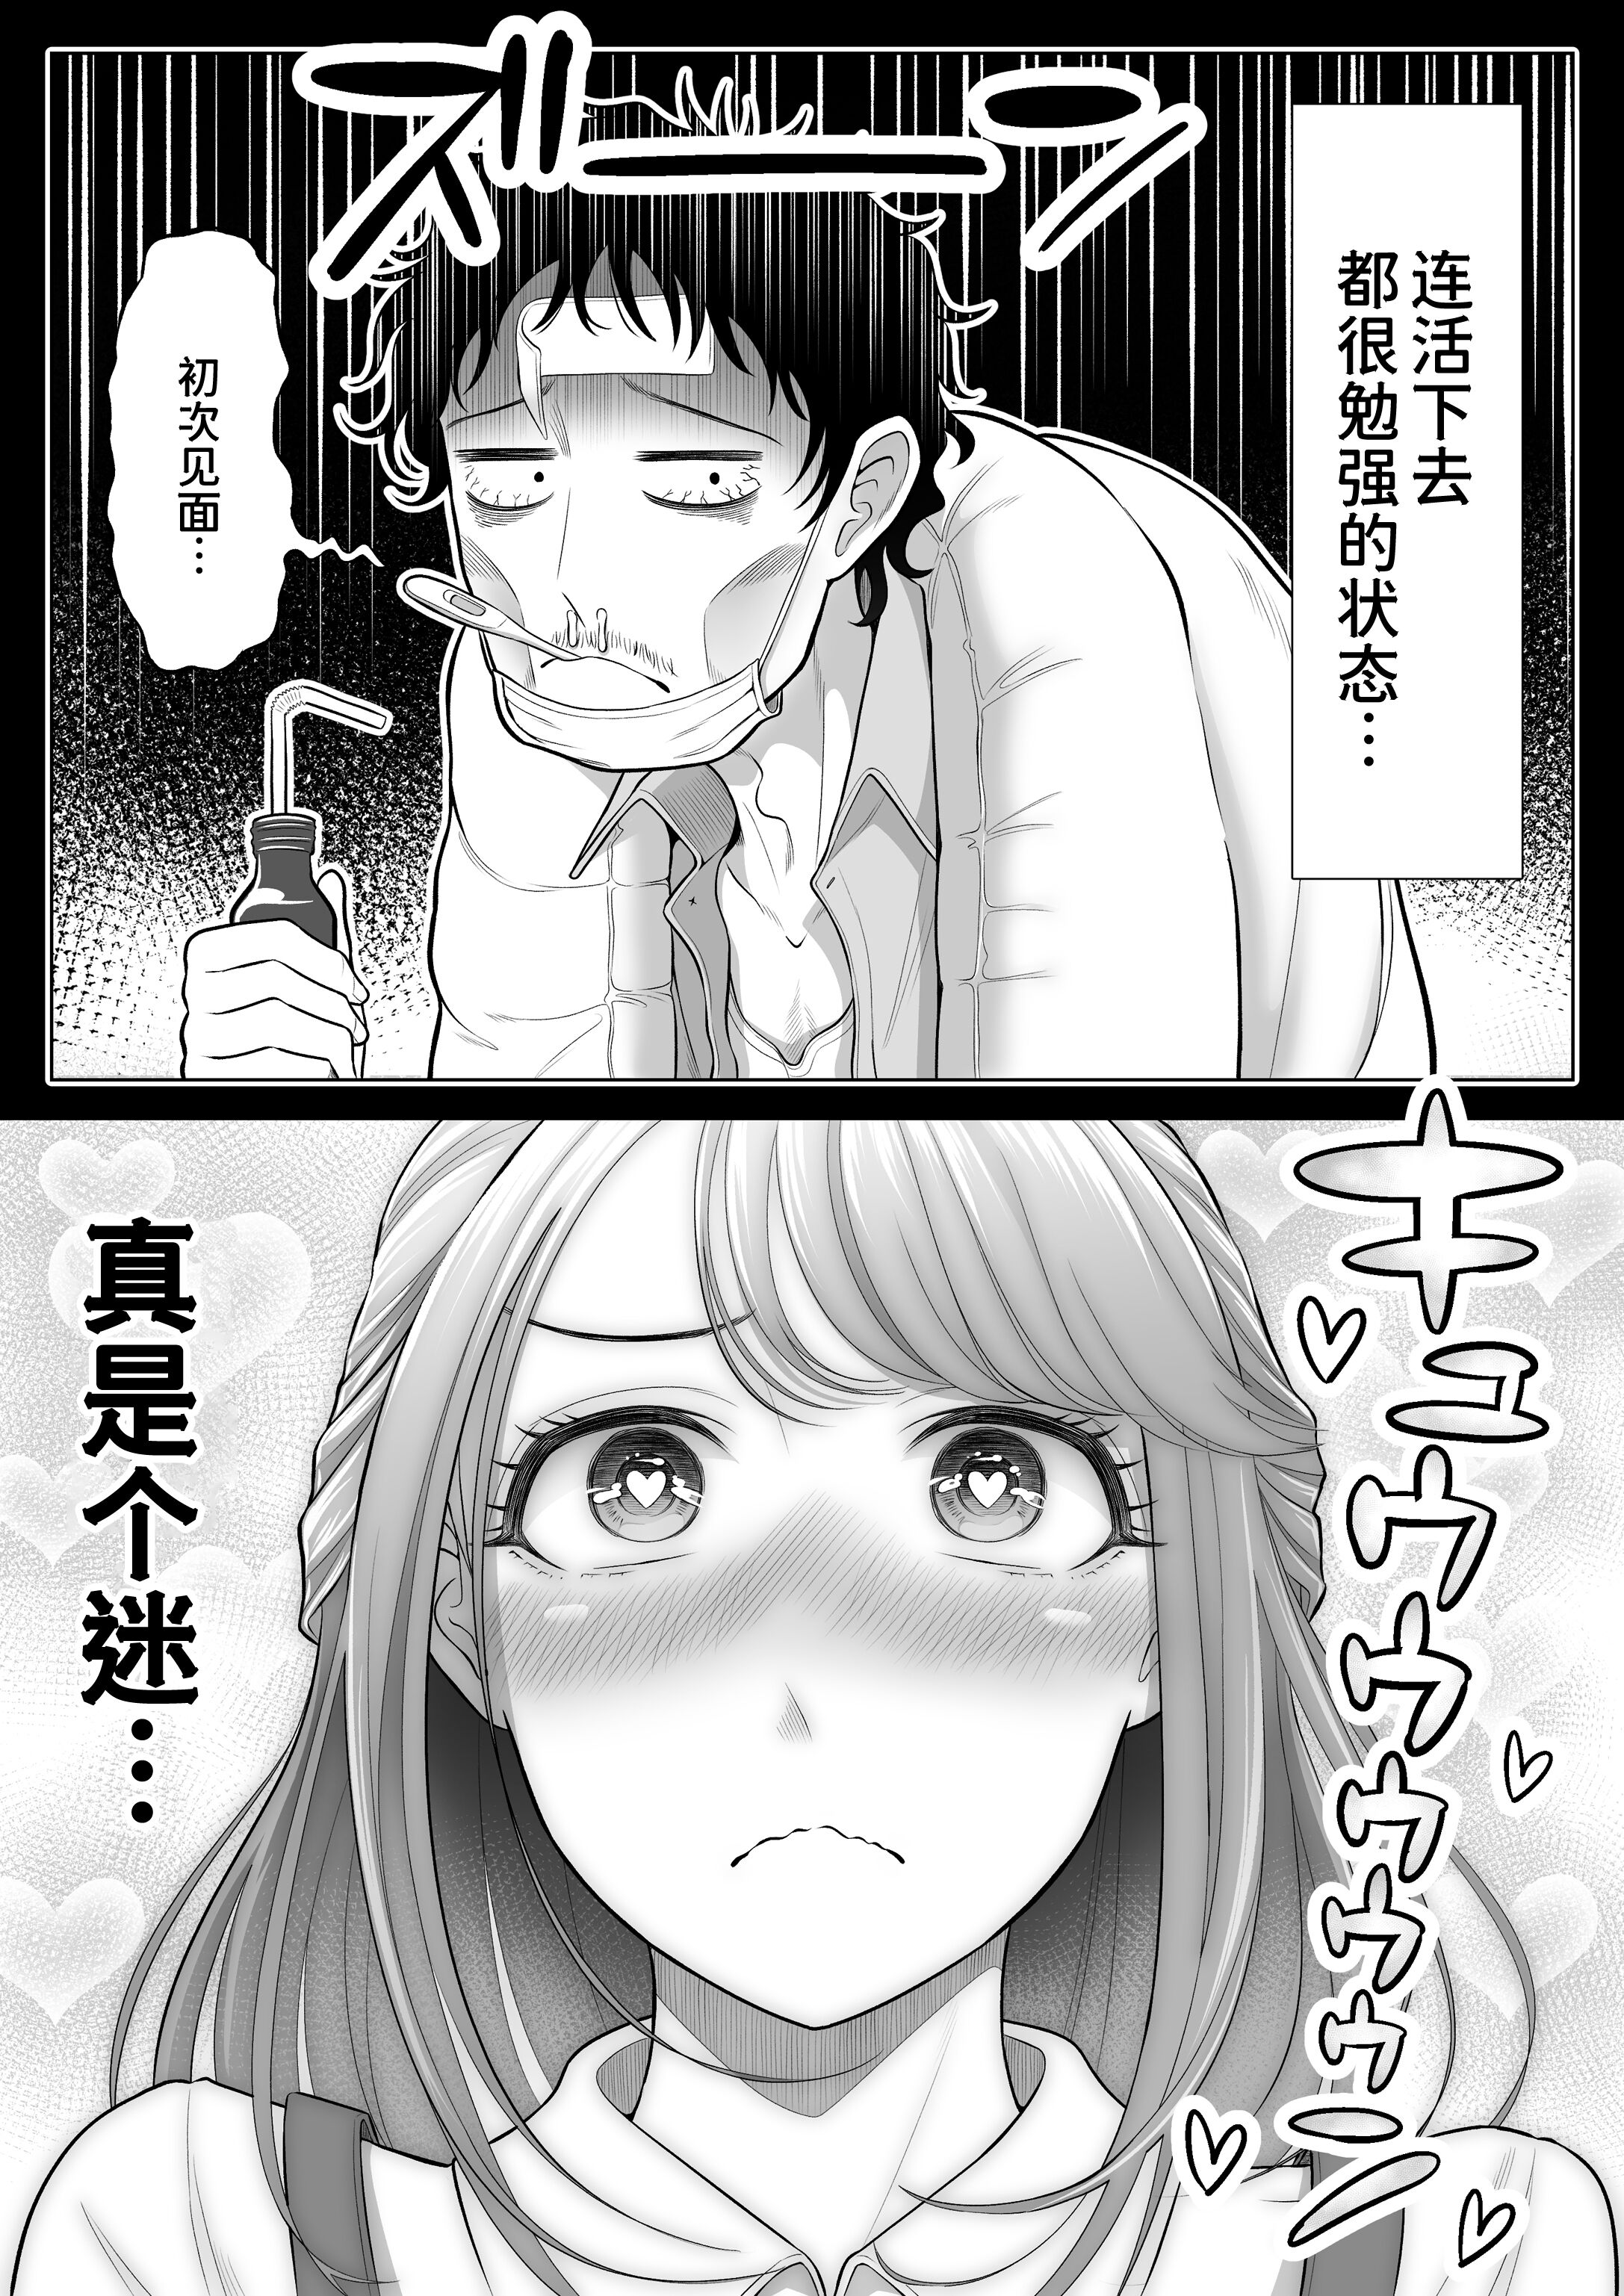 ズーン
连活下去
都很勉强的状态…
初次见面…
キュウウウウウン
真是个迷…